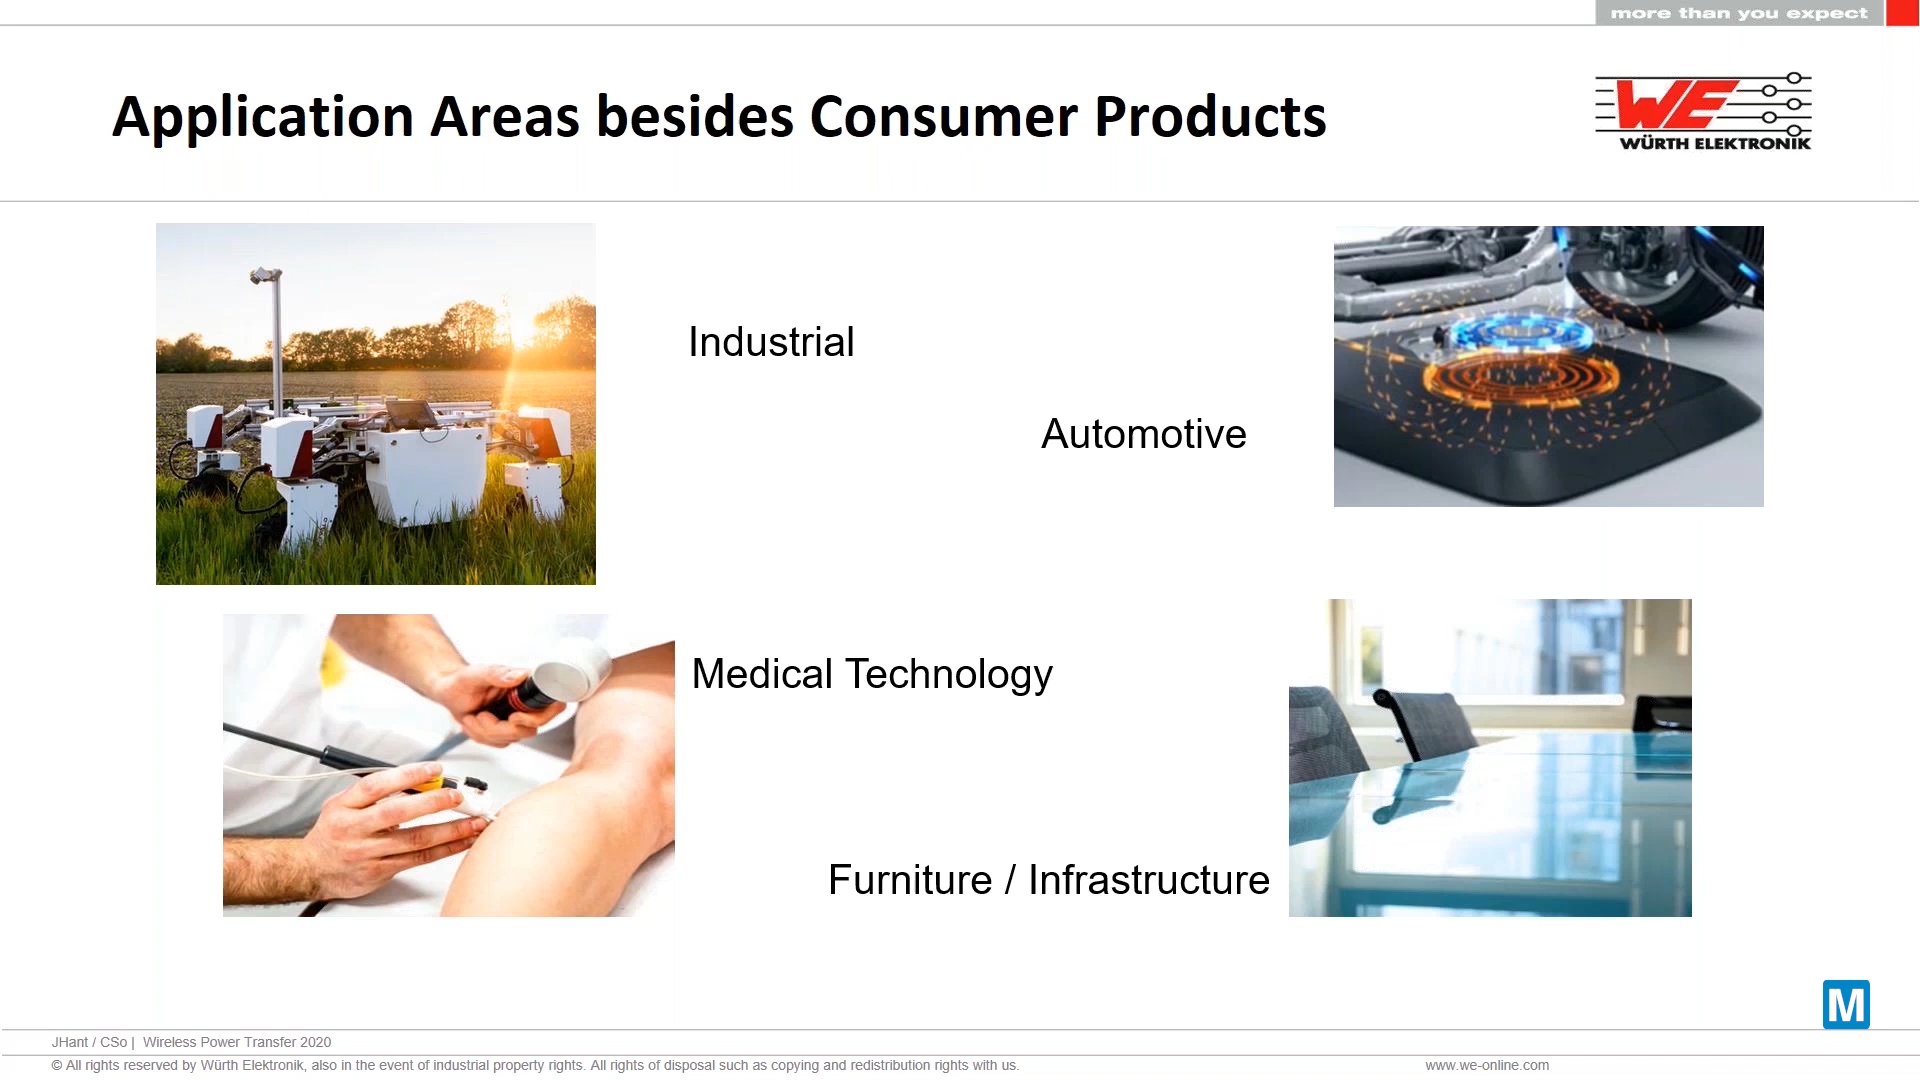 more than you expect
Application Areas besides Consumer Products
WE
WÜRTH ELEKTRONIK
Industrial
Automotive
Medical Technology
Furniture / Infrastructure
M
JHant / CSo | Wireless Power Transfer 2020
© All rights reserved by Würth Elektronik, also in the event of industrial property rights. All rights of disposal such as copying and redistribution rights with us.
www.we-online.com